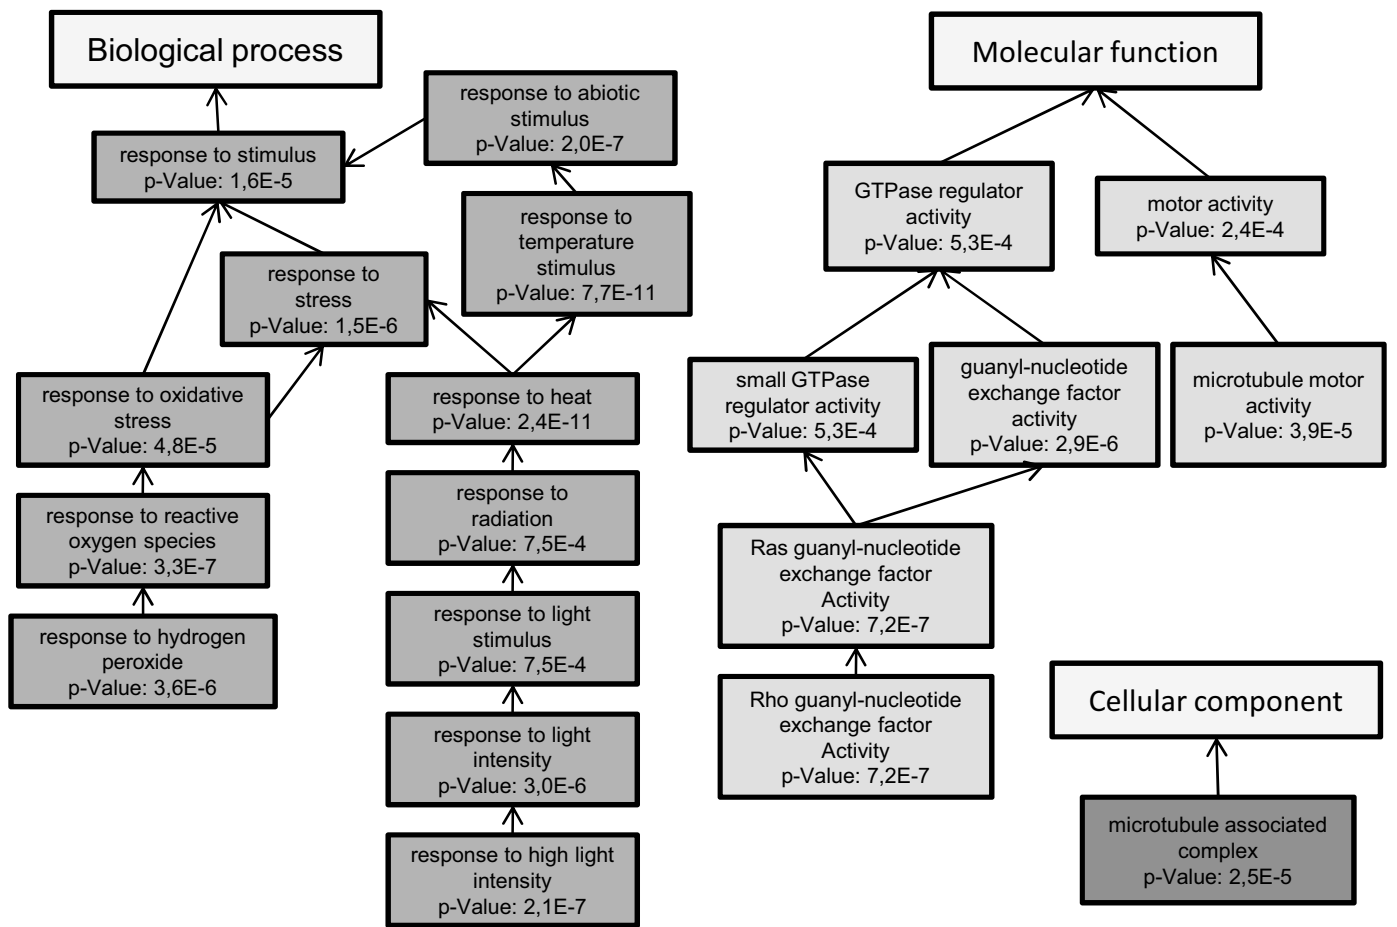 Biological process
response to abiotic
stimulus
p-Value: 2,0E-7
response to stimulus
p-Value: 1,6E-5
response to
temperature
stimulus
p-Value: 7,7E-11
response to
stress
p-Value: 1,5E-6
response to oxidative
stress
p-Value: 4,8E-5
response to heat
p-Value: 2,4E-11
response to reactive
oxygen species
p-Value: 3,3E-7
response to
radiation
p-Value: 7,5E-4
response to hydrogen
peroxide
p-Value: 3,6E-6
response to light
stimulus
p-Value: 7,5E-4
response to light
intensity
p-Value: 3,0E-6
response to high light
intensity
p-Value: 2,1E-7
Molecular function
GTPase regulator
activity
p-Value: 5,3E-4
motor activity
p-Value: 2,4E-4
small GTPase
regulator activity
p-Value: 5,3E-4
guanyl-nucleotide
exchange factor
activity
p-Value: 2,9E-6
microtubule motor
activity
p-Value: 3,9E-5
Ras guanyl-nucleotide
exchange factor
Activity
p-Value: 7,2E-7
Rho guanyl-nucleotide
exchange factor
Activity
p-Value: 7,2E-7
Cellular component
microtubule associated
complex
p-Value: 2,5E-5